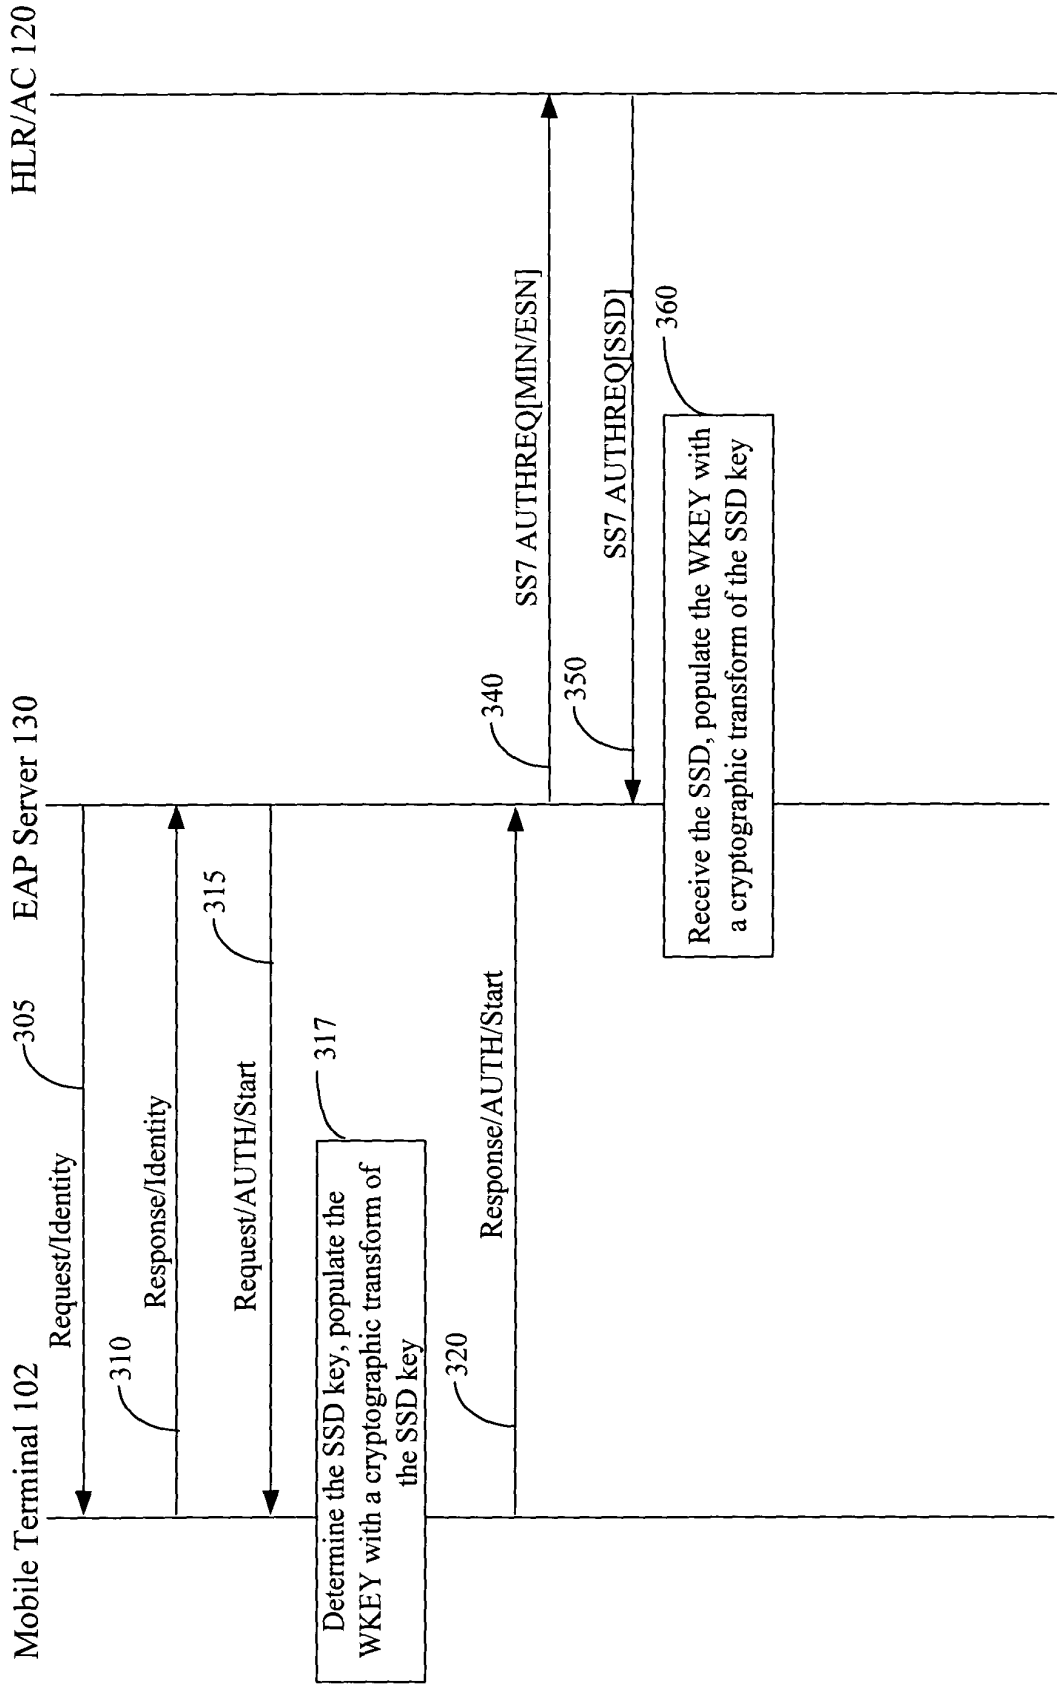 Mobile Terminal 102
EAP Server 130
HLR/AC 120
305
Request/Identity
310
Response/Identity
315
Request/AUTH/Start
317
Determine the SSD key, populate the
WKEY with a cryptographic transform of
the SSD key
320
Response/AUTH/Start
340
SS7 AUTHREQ[MIN/ESN]
350
SS7 AUTHREQ[SSD]
360
Receive the SSD, populate the WKEY with
a cryptographic transform of the SSD key